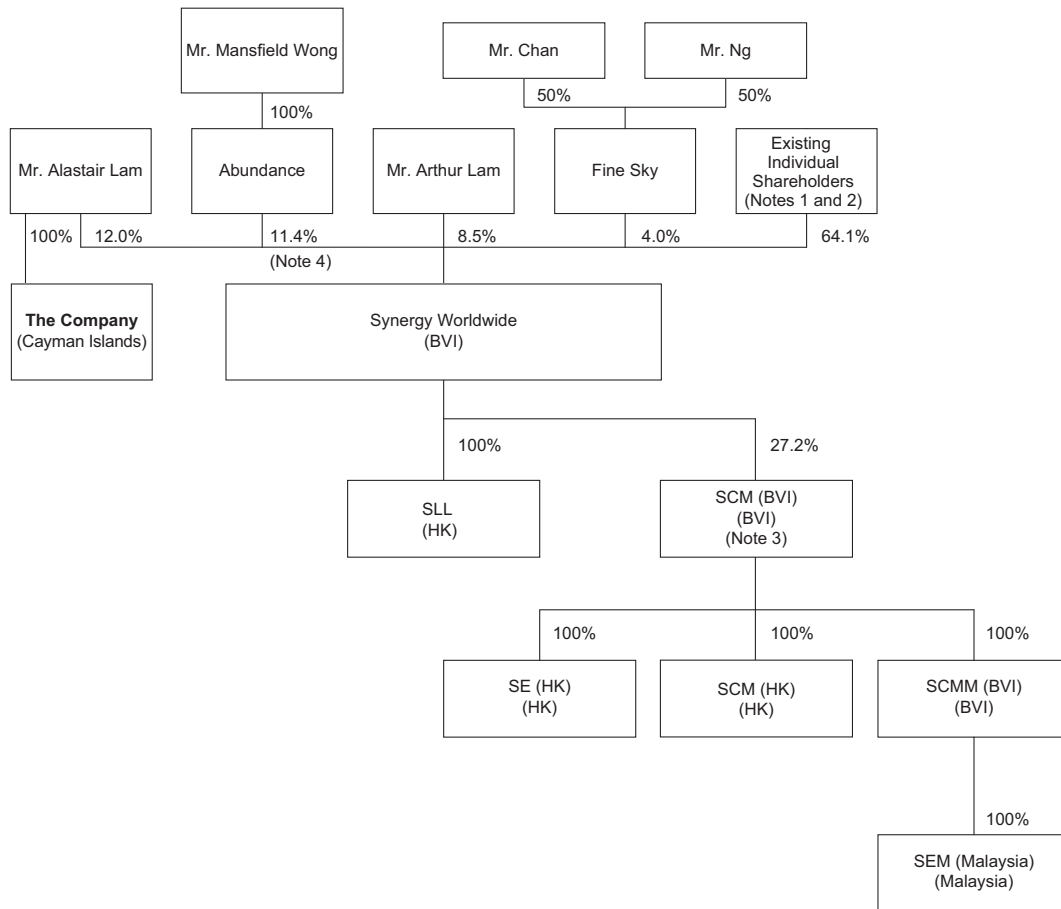 Mr. Mansfield Wong
Mr. Chan
Mr. Ng
100%
50%
50%
Mr. Alastair Lam
Abundance
Mr. Arthur Lam
Fine Sky
Existing
Individual
Shareholders
(Notes 1 and 2)
100%
12.0%
11.4%
8.5%
4.0%
64.1%
(Note 4)
The Company
(Cayman Islands)
Synergy Worldwide
(BVI)
100%
27.2%
SLL
(HK)
SCM (BVI)
(BVI)
(Note 3)
100%
100%
100%
SE (HK)
(HK)
SCM (HK)
(HK)
SCMM (BVI)
(BVI)
100%
SEM (Malaysia)
(Malaysia)